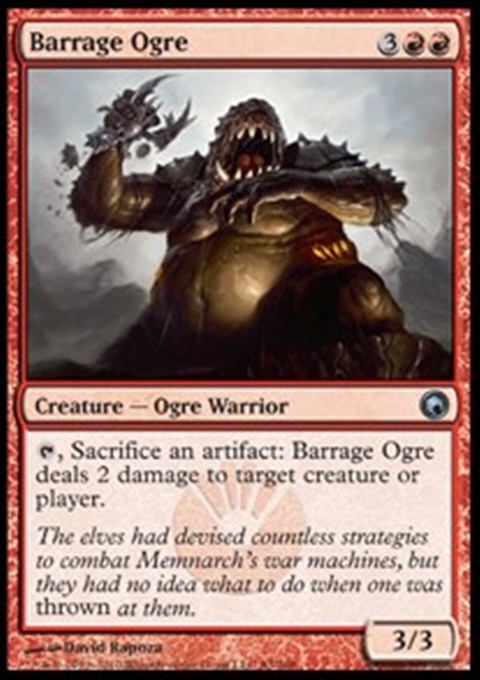 Barrage Ogre 3
Creature — Ogre Warrior
, Sacrifice an artifact: Barrage Ogre
deals 2 damage to target creature or
player.
The elves had devised countless strategies
to combat Memnarch's war machines, but
they had no idea what to do when one was
thrown at them.
David Rapoza
3/3